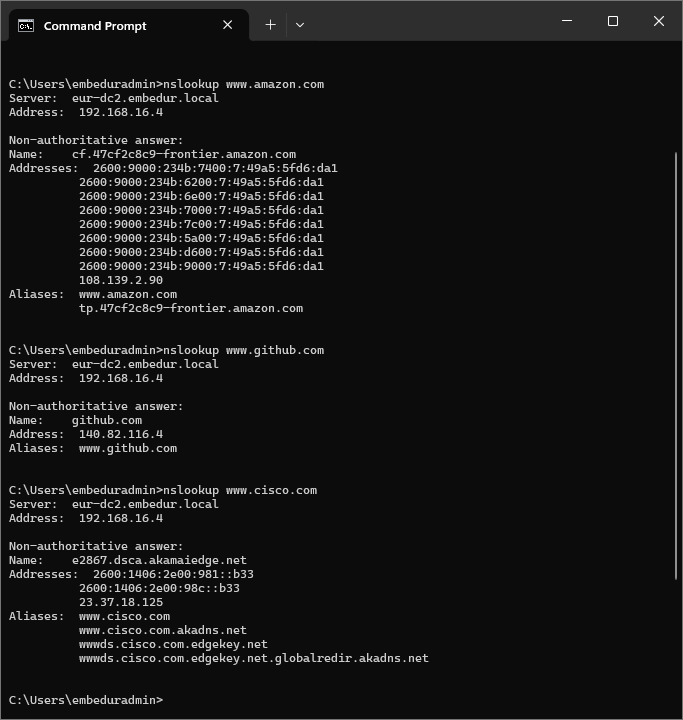 Command Prompt
C:\Users\embeduradmin>nslookup www.amazon.com
Server:  eur-dc2.embedur.local
Address:  192.168.16.4
Non-authoritative answer:
Name:    cf.47cf2c8c9-frontier.amazon.com
Addresses:  2600:9000:234b:7400:7:49a5:5fd6:da1
2600:9000:234b:6200:7:49a5:5fd6:da1
2600:9000:234b:6e00:7:49a5:5fd6:da1
2600:9000:234b:7000:7:49a5:5fd6:da1
2600:9000:234b:7c00:7:49a5:5fd6:da1
2600:9000:234b:5a00:7:49a5:5fd6:da1
2600:9000:234b:d600:7:49a5:5fd6:da1
2600:9000:234b:9000:7:49a5:5fd6:da1
108.139.2.90
Aliases:  www.amazon.com
tp.47cf2c8c9-frontier.amazon.com
C:\Users\embeduradmin>nslookup www.github.com
Server:  eur-dc2.embedur.local
Address:  192.168.16.4
Non-authoritative answer:
Name:    github.com
Address:  140.82.116.4
Aliases:  www.github.com
C:\Users\embeduradmin>nslookup www.cisco.com
Server:  eur-dc2.embedur.local
Address:  192.168.16.4
Non-authoritative answer:
Name:    e2867.dsca.akamaiedge.net
Addresses:  2600:1406:2e00:981::b33
2600:1406:2e00:98c::b33
23.37.18.125
Aliases:  www.cisco.com
www.cisco.com.akadns.net
wwwds.cisco.com.edgekey.net
wwwds.cisco.com.edgekey.net.globalredir.akadns.net
C:\Users\embeduradmin>